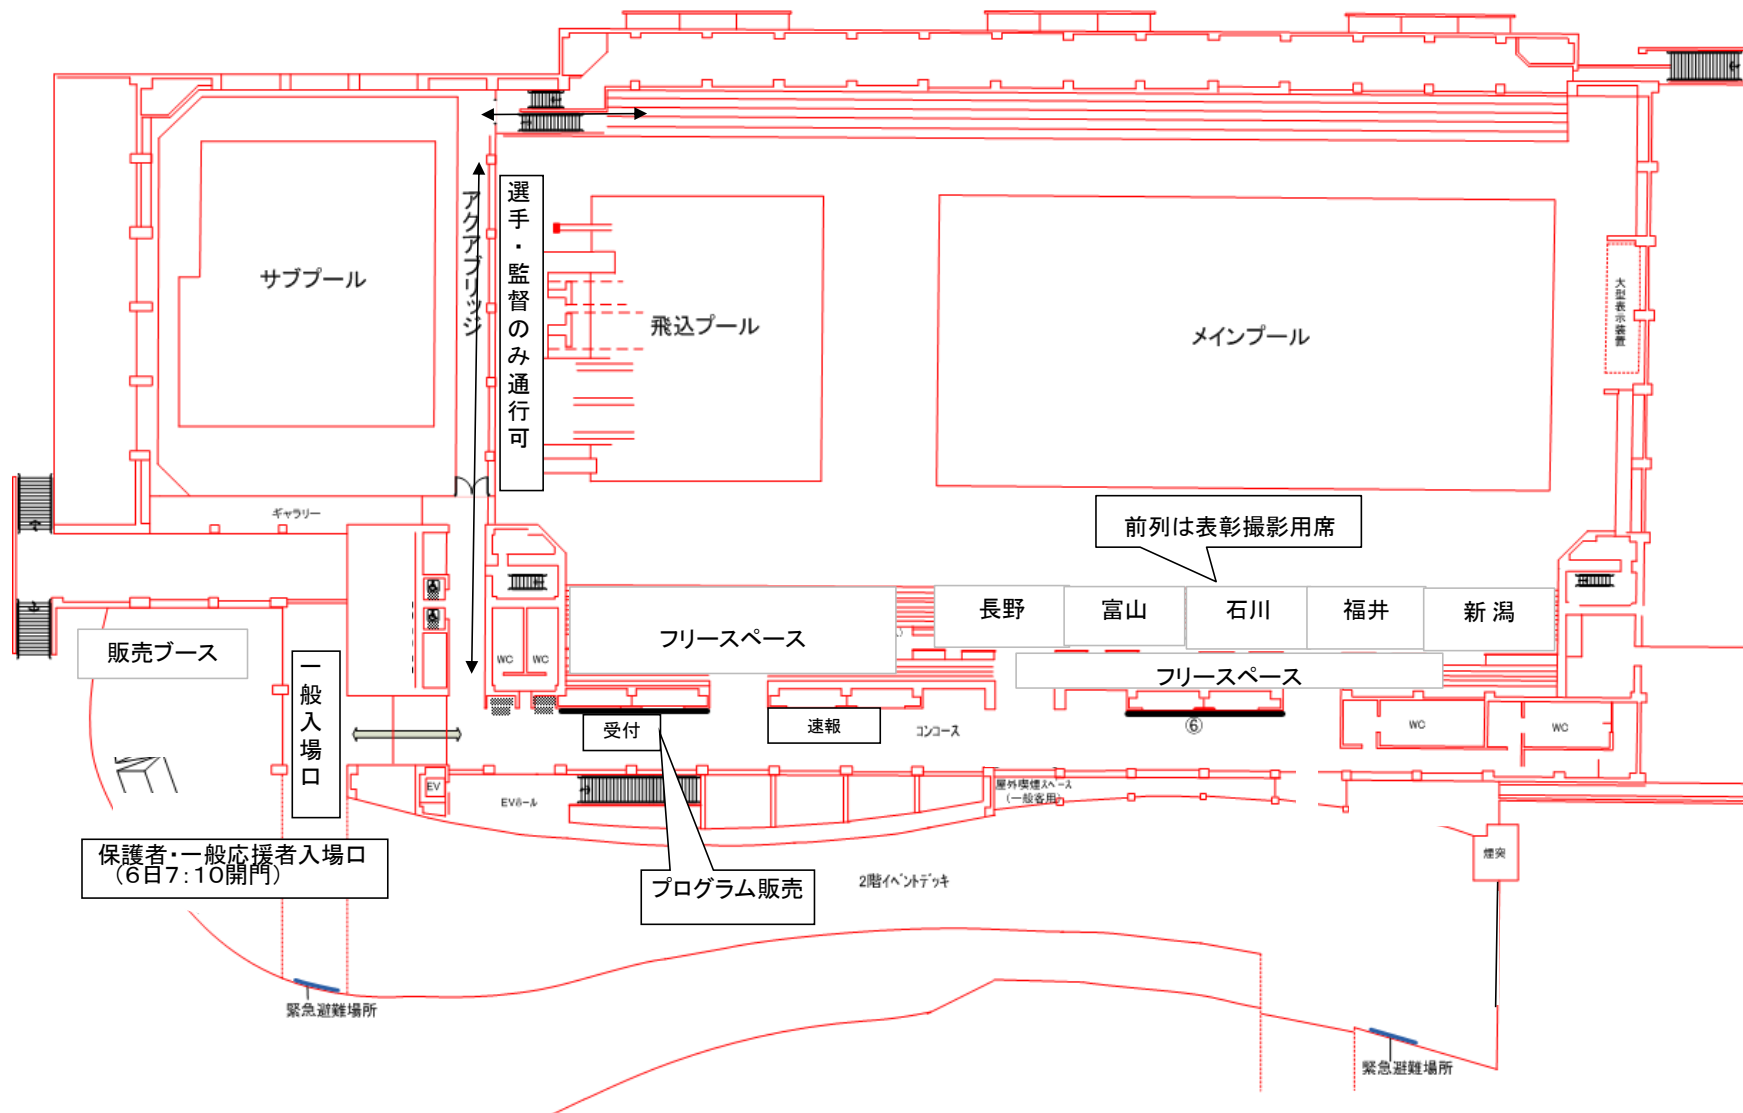 アクアブリッジ
選手・監督のみ通行可
サブプール
飛込プール
メインプール
大型表示装置
ギャラリー
前列は表彰撮影用席
長野
富山
石川
福井
新潟
フリースペース
フリースペース
販売ブース
一般入場口
WC
WC
受付
速報
コンコース
⑥
WC
WC
EV
EVホール
屋外喫煙スペース
(一般客用)
保護者・一般応援者入場口
(6日7:10開門)
プログラム販売
2階イベントデッキ
煙突
緊急避難場所
緊急避難場所